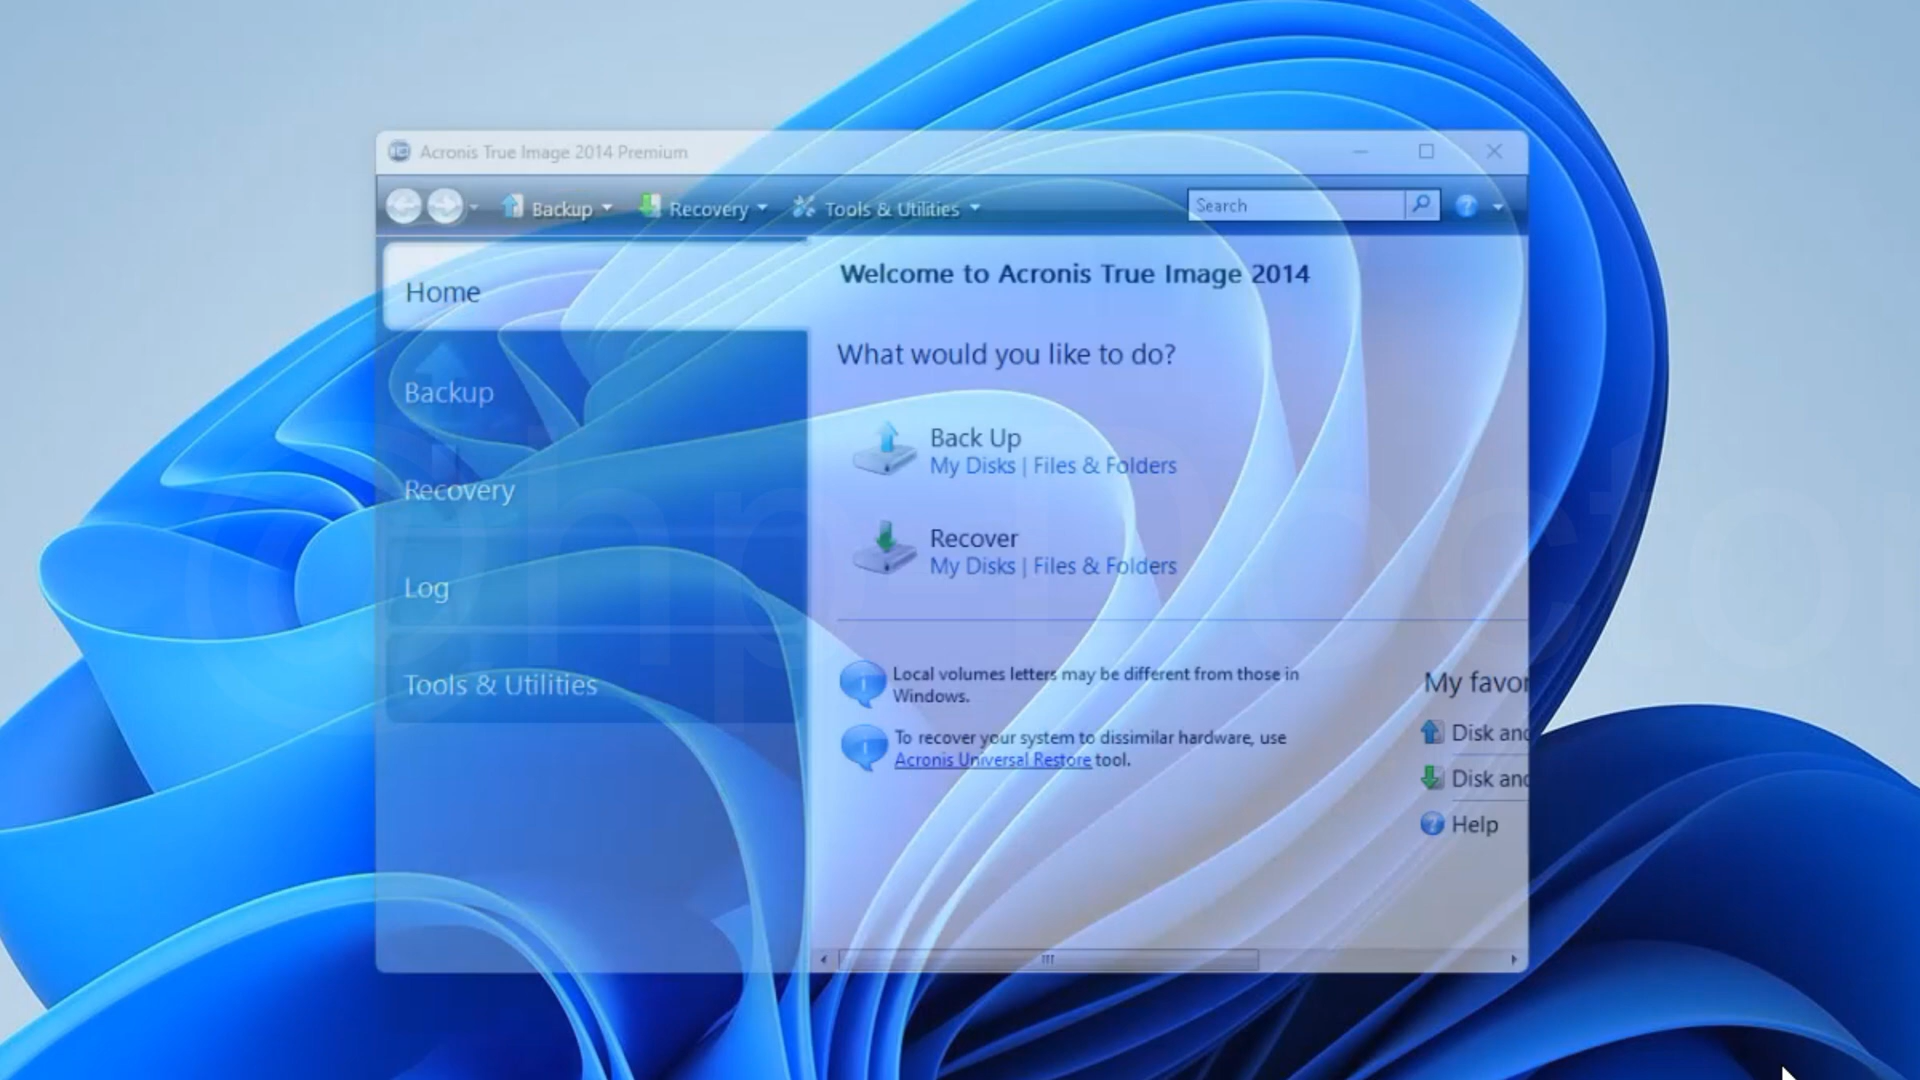 Acronis True Image 2014 Premium
Backup
Recovery
Tools & Utilities
Search
Home
Backup
Recovery
Log
Tools & Utilities
Welcome to Acronis True Image 2014
What would you like to do?
Back Up
My Disks | Files & Folders
Recover
My Disks | Files & Folders
Local volumes letters may be different from those in
Windows.
To recover your system to dissimilar hardware, use
Acronis Universal Restore tool.
My favor
Disk and
Disk and
Help